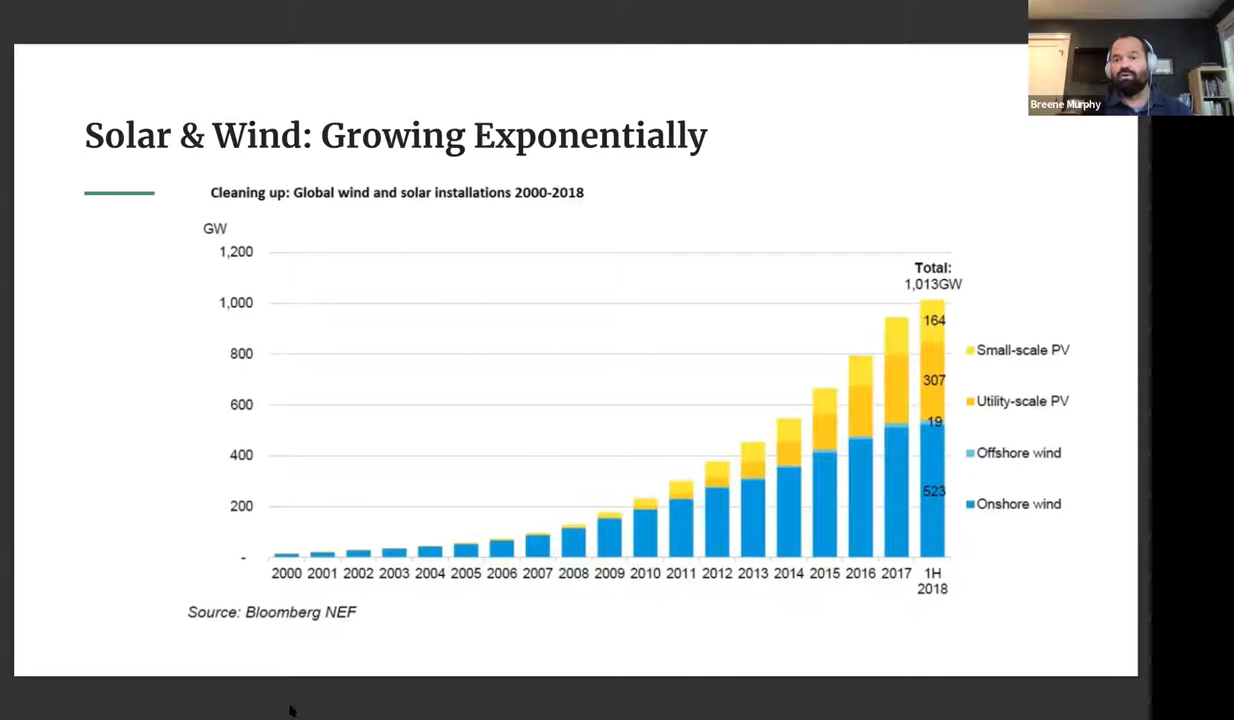 Breene Murphy
Solar & Wind: Growing Exponentially
Cleaning up: Global wind and solar installations 2000-2018
GW
1,200
1,000
800
600
400
200
-
Total:
1,013GW
164
307
19
523
Small-scale PV
Utility-scale PV
Offshore wind
Onshore wind
2000 2001 2002 2003 2004 2005 2006 2007 2008 2009 2010 2011 2012 2013 2014 2015 2016 2017 1H
2018
Source: Bloomberg NEF